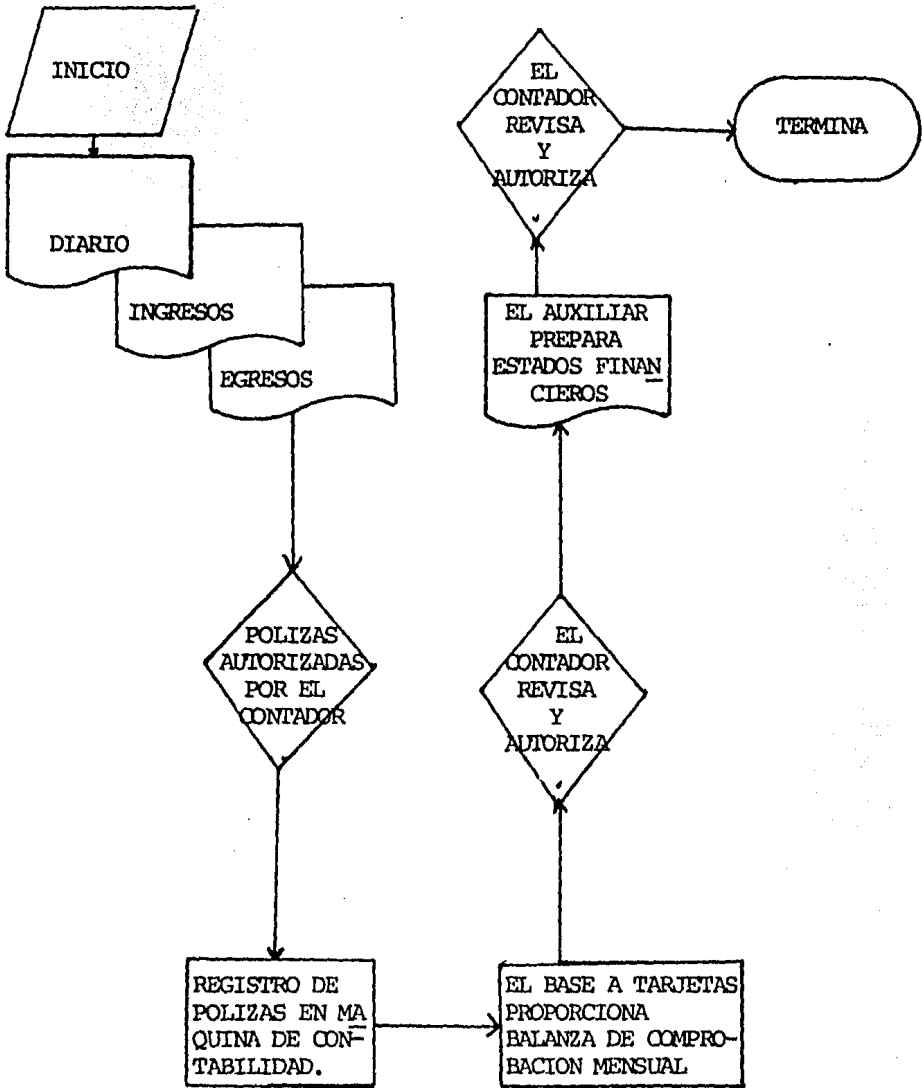 INICIO
DIARIO
INGRESOS
EGRESOS
POLIZAS
AUTORIZADAS
POR EL
CONTADOR
REGISTRO DE
POLIZAS EN MA
QUINA DE CON-
TABILIDAD.
EL BASE A TARJETAS
PROPORCIONA
BALANZA DE COMPRO-
BACION MENSUAL
EL
CONTADOR
REVISA
Y
AUTORIZA
EL AUXILIAR
PREPARA
ESTADOS FINAN
CIEROS
EL
CONTADOR
REVISA
Y
AUTORIZA
TERMINA